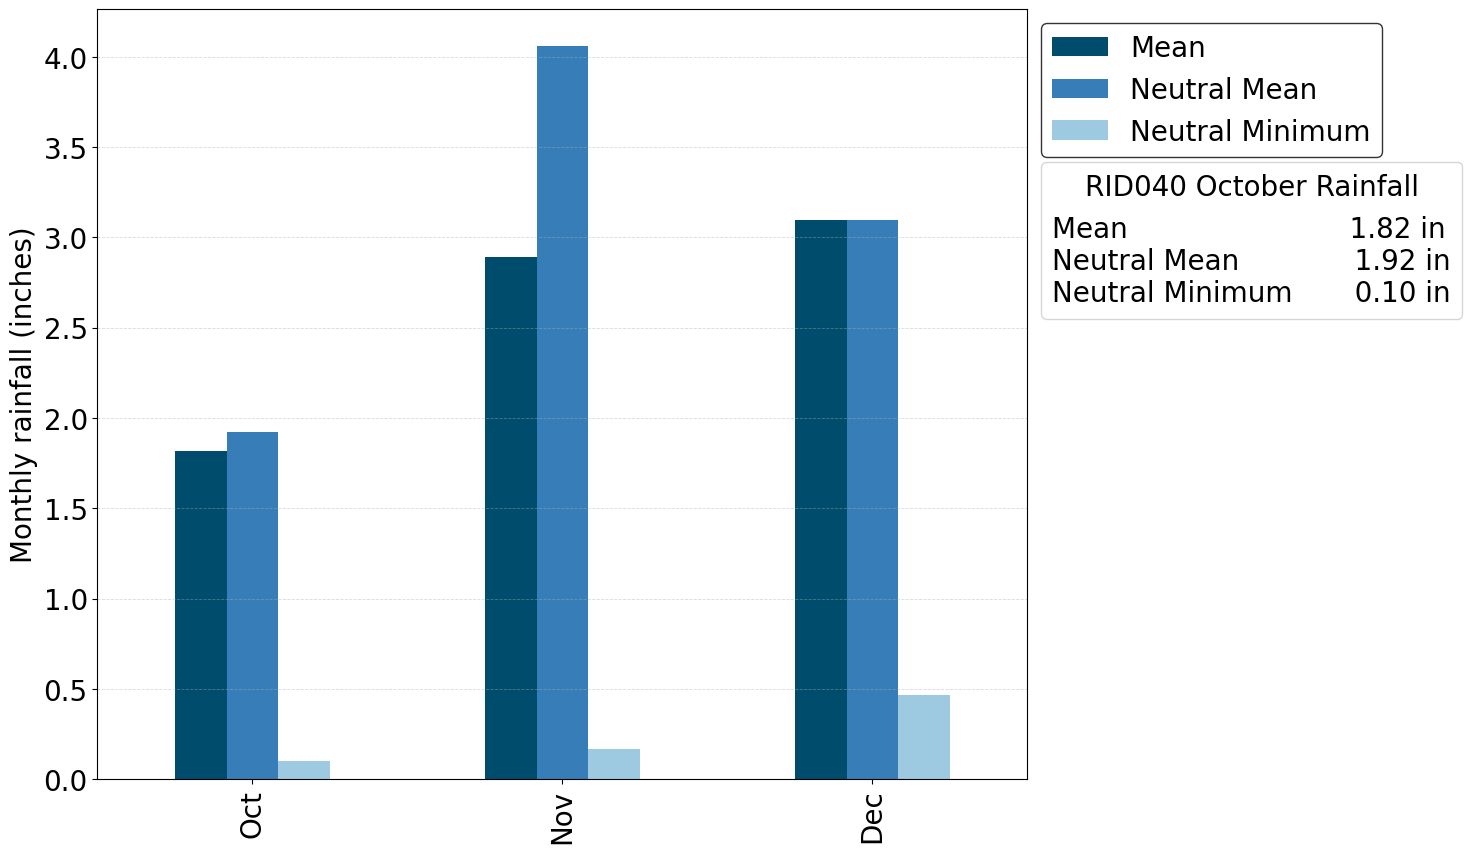 Monthly rainfall (inches)
4.0
3.5
3.0
2.5
2.0
1.5
1.0
0.5
0.0
Oct
Nov
Dec
Mean
Neutral Mean
Neutral Minimum
RID040 October Rainfall
Mean 1.82 in
Neutral Mean 1.92 in
Neutral Minimum 0.10 in